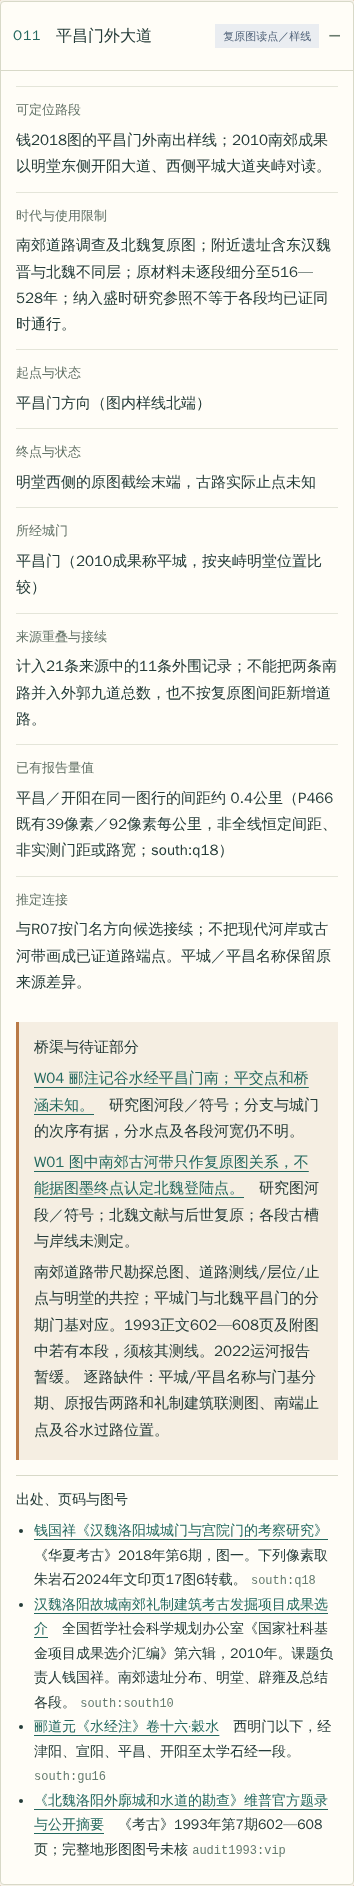 011 平昌门外大道 复原图读点／样线 —
可定位路段
钱2018图的平昌门外南出样线；2010南郊成果
以明堂东侧开阳大道、西侧平城大道夹峙对读。
时代与使用限制
南郊道路调查及北魏复原图；附近遗址含东汉魏
晋与北魏不同层；原材料未逐段细分至516—
528年；纳入盛时研究参照不等于各段均已证同
时通行。
起点与状态
平昌门方向（图内样线北端）
终点与状态
明堂西侧的原图截绘末端，古路实际止点未知
所经城门
平昌门（2010成果称平城，按夹峙明堂位置比
较）
来源重叠与接续
计入21条来源中的11条外围记录；不能把两条南
路并入外郭九道总数，也不按复原图间距新增道
路。
已有报告量值
平昌／开阳在同一图行的间距约 0.4公里（P466
既有39像素／92像素每公里，非全线恒定间距、
非实测门距或路宽；south:q18）
推定连接
与R07按门名方向候选接续；不把现代河岸或古
河带画成已证道路端点。平城／平昌名称保留原
来源差异。
桥渠与待证部分
W04 郦注记谷水经平昌门南；平交点和桥
涵未知。 研究图河段／符号；分支与城门
的次序有据，分水点及各段河宽仍不明。
W01 图中南郊古河带只作复原图关系，不
能据图墨终点认定北魏登陆点。 研究图河
段／符号；北魏文献与后世复原；各段古槽
与岸线未测定。
南郊道路带尺勘探总图、道路测线/层位/止
点与明堂的共控；平城门与北魏平昌门的分
期门基对应。1993正文602—608页及附图
中若有本段，须核其测线。2022运河报告
暂缓。 逐路缺件：平城/平昌名称与门基分
期、原报告两路和礼制建筑联测图、南端止
点及谷水过路位置。
出处、页码与图号
• 钱国祥《汉魏洛阳城城门与宫院门的考察研究》
《华夏考古》2018年第6期，图一。下列像素取
朱岩石2024年文印页17图6转载。 south:q18
• 汉魏洛阳故城南郊礼制建筑考古发掘项目成果选
介 全国哲学社会科学规划办公室《国家社科基
金项目成果选介汇编》第六辑，2010年。课题负
责人钱国祥。南郊遗址分布、明堂、辟雍及总结
各段。 south:south10
• 郦道元《水经注》卷十六·穀水 西明门以下，经
津阳、宣阳、平昌、开阳至太学石经一段。
south:gu16
• 《北魏洛阳外廓城和水道的勘查》维普官方题录
与公开摘要 《考古》1993年第7期602—608
页；完整地形图图号未核 audit1993:vip